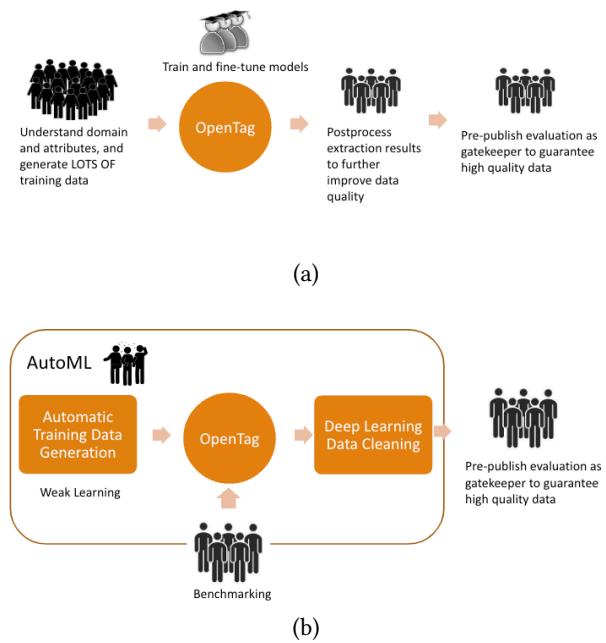 Train and fine-tune models
OpenTag
Understand domain
and attributes, and
generate LOTS OF
training data
Postprocess
extraction results
to further
improve data
quality
Pre-publish evaluation as
gatekeeper to guarantee
high quality data
(a)
AutoML
Automatic
Training Data
Generation
Weak Learning
OpenTag
Deep Learning
Data Cleaning
Pre-publish evaluation as
gatekeeper to guarantee
high quality data
Benchmarking
(b)